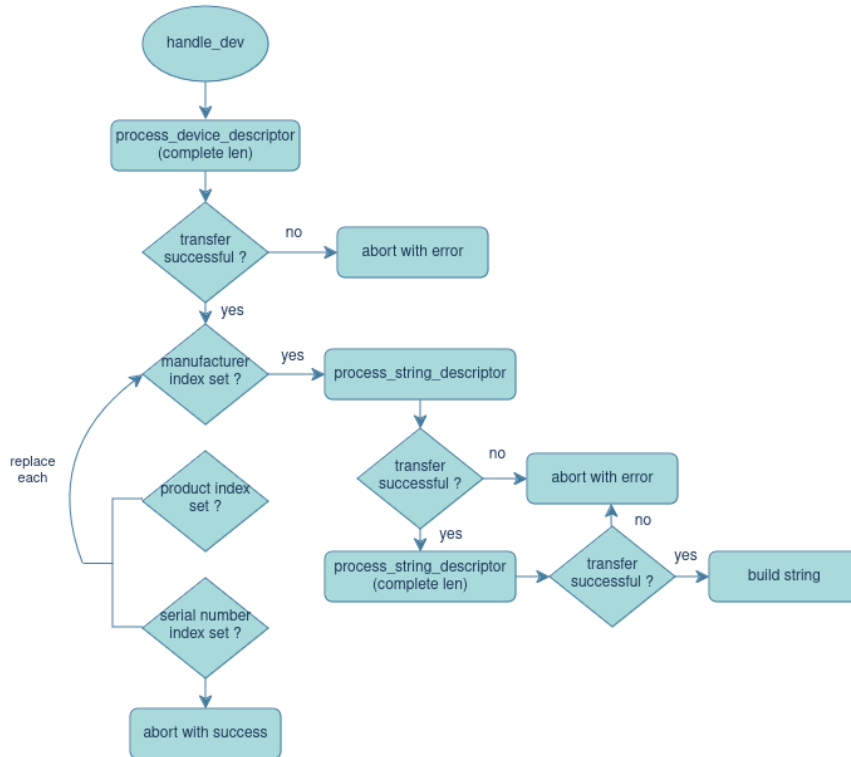 handle_dev
process_device_descriptor
(complete len)
transfer
successful ?
no
abort with error
yes
manufacturer
index set ?
yes
process_string_descriptor
replace
each
product index
set ?
transfer
successful ?
no
abort with error
yes
no
process_string_descriptor
(complete len)
transfer
successful ?
yes
build string
serial number
index set ?
abort with success